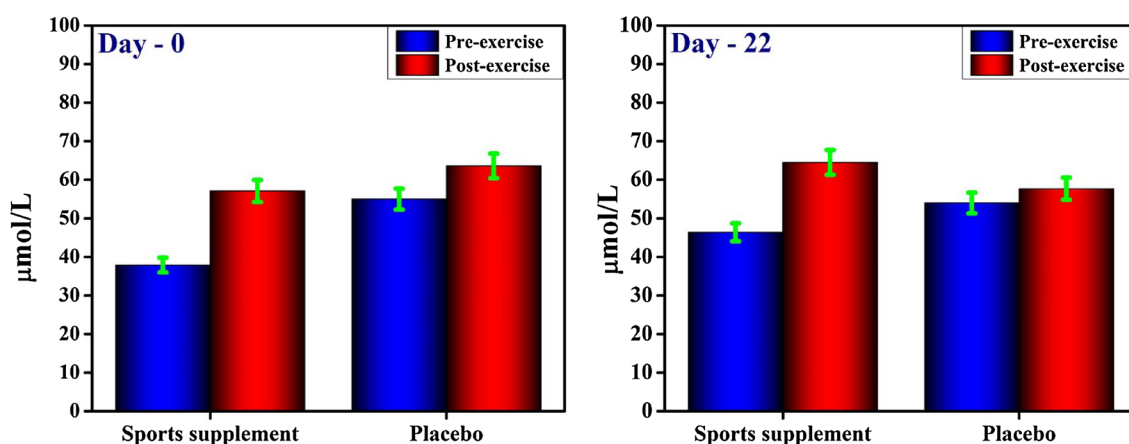 Day - 0
Pre-exercise
Post-exercise
100
90
80
70
60
50
40
30
20
10
0
μmol/L
Sports supplement
Placebo
Day - 22
Pre-exercise
Post-exercise
100
90
80
70
60
50
40
30
20
10
0
μmol/L
Sports supplement
Placebo